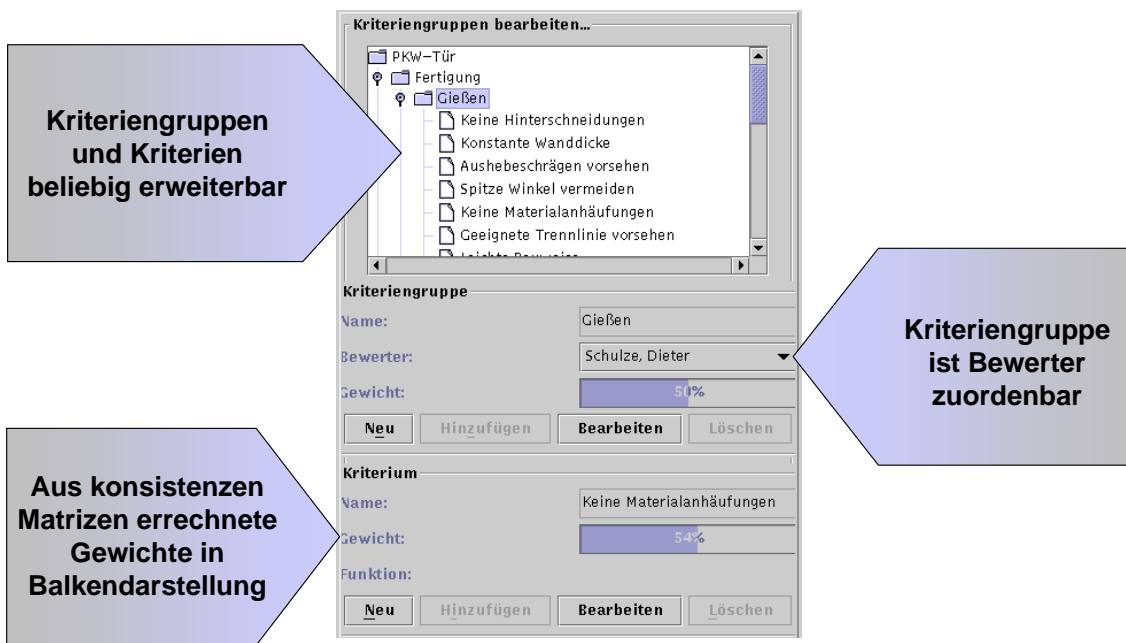 Kriteriengruppen bearbeiten...
PKW-Tür
Fertigung
Gießen
Keine Hinterschneidungen
Konstante Wanddicke
Aushebeschrägen vorsehen
Spitze Winkel vermeiden
Keine Materialanhäufungen
Geeignete Trennlinie vorsehen
Kriteriengruppen
und Kriterien
beliebig erweiterbar
Kriteriengruppe
Name: Gießen
Bewerter: Schulze, Dieter
Gewicht: 50%
Neu Hinzufügen Bearbeiten Löschen
Kriteriengruppe
ist Bewerter
zuordenbar
Kriterium
Name: Keine Materialanhäufungen
Gewicht: 54%
Funktion:
Neu Hinzufügen Bearbeiten Löschen
Aus konsistenzen
Matrizen errechnete
Gewichte in
Balkendarstellung